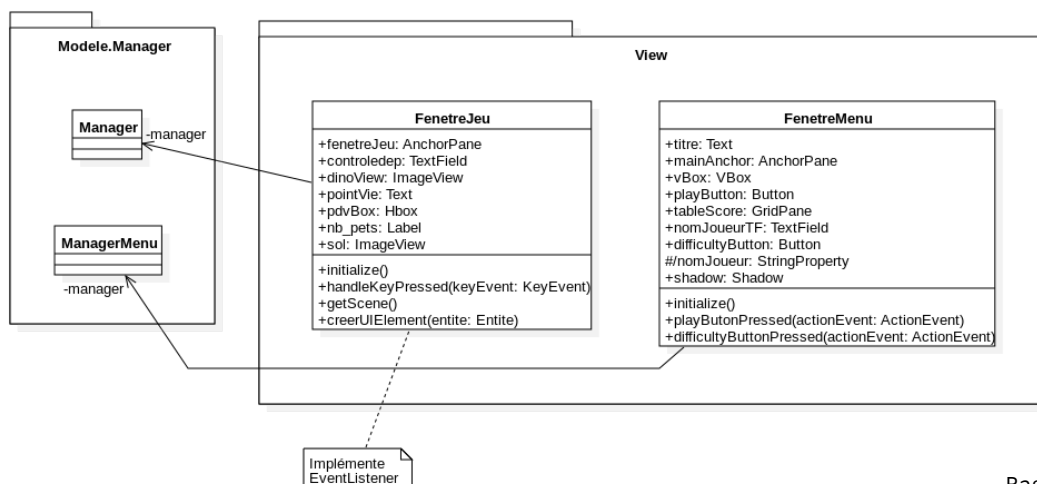 Modele.Manager
Manager
-manager
ManagerMenu
-manager
View
FenetreJeu
+fenetreJeu: AnchorPane
+controledep: TextField
+dinoView: ImageView
+pointVie: Text
+pdvBox: Hbox
+nb_pets: Label
+sol: ImageView
+initialize()
+handleKeyPressed(keyEvent: KeyEvent)
+getScene()
+creerUIElement(entite: Entite)
FenetreMenu
+titre: Text
+mainAnchor: AnchorPane
+vBox: VBox
+playButton: Button
+tableScore: GridPane
+nomJoueurTF: TextField
+difficultyButton: Button
#/nomJoueur: StringProperty
+shadow: Shadow
+initialize()
+playButonPressed(actionEvent: ActionEvent)
+difficultyButtonPressed(actionEvent: ActionEvent)
Implémente
EventListener